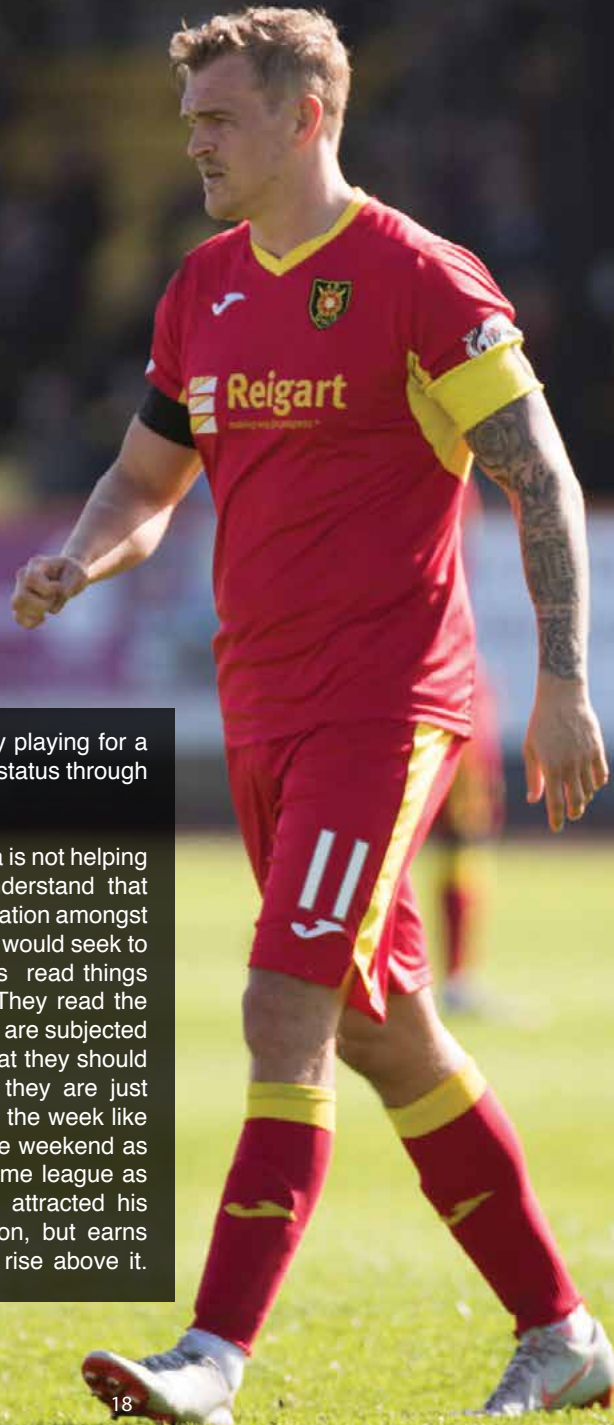 Reigart
11
y playing for a
status through
a is not helping
derstand that
ation amongst
would seek to
s read things
They read the
are subjected
at they should
they are just
the week like
e weekend as
me league as
attracted his
on, but earns
rise above it.
18